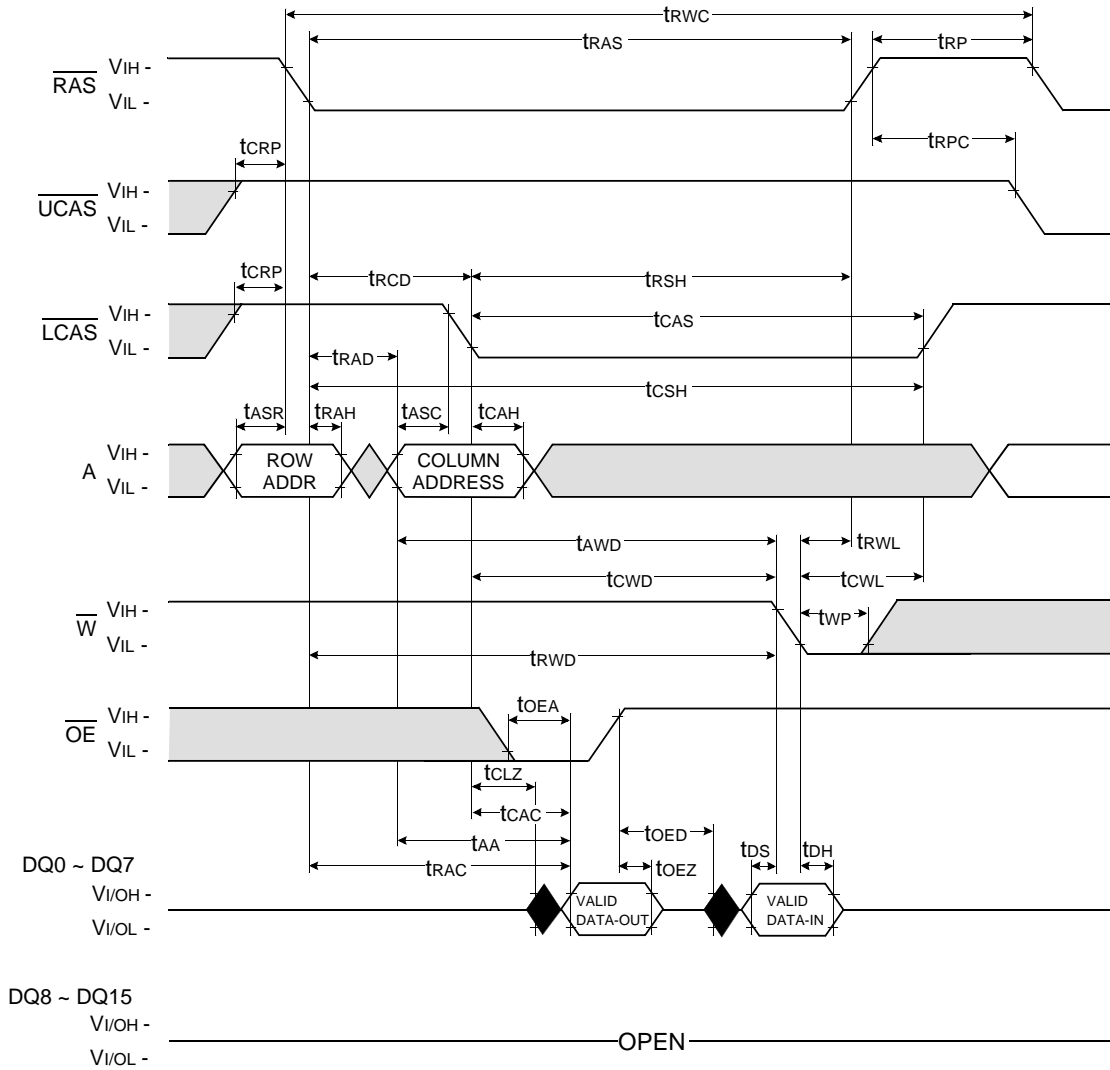 tRWC
tRAS
tRP
RAS
VIH -
VIL -
tCRP
tRPC
UCAS
VIH -
VIL -
tCRP
tRCD
tRSH
LCAS
VIH -
VIL -
tCAS
tRAD
tCSH
tASR
tRAH
tASC
tCAH
A
VIH -
VIL -
ROW
ADDR
COLUMN
ADDRESS
tAWD
tRWL
tCWD
tCWL
W
VIH -
VIL -
tWP
tRWD
OE
VIH -
VIL -
tOEA
tCLZ
tCAC
tOED
tAA
tDS
tDH
tRAC
tOEZ
DQ0 ~ DQ7
VI/OH -
VI/OL -
VALID
DATA-OUT
VALID
DATA-IN
DQ8 ~ DQ15
VI/OH -
VI/OL -
OPEN